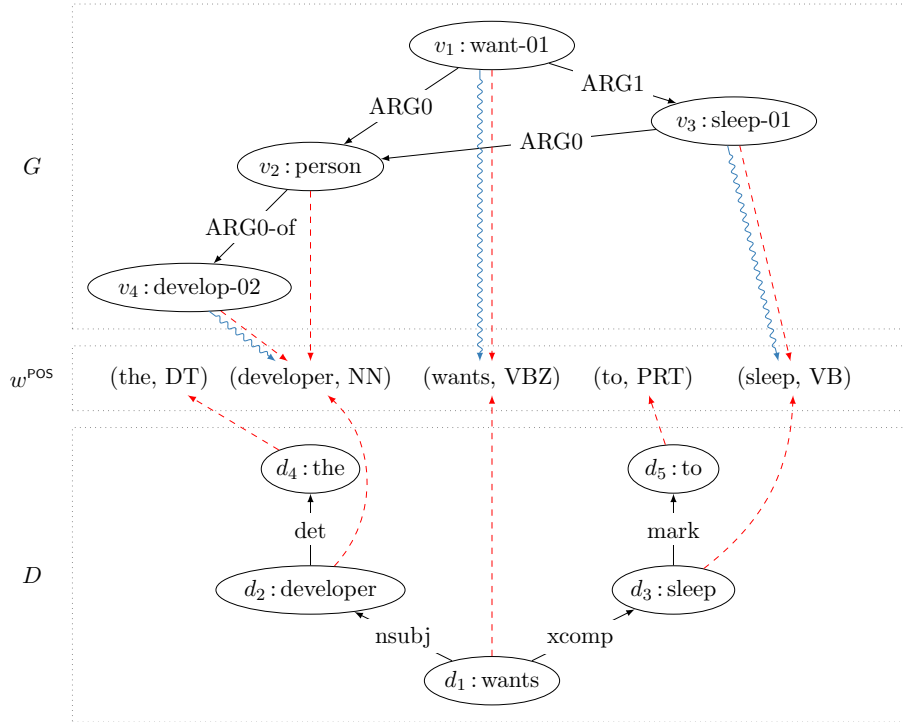 v₁ : want-01
ARG0
ARG1
v₃ : sleep-01
ARG0
G
v₂ : person
ARG0-of
v₄ : develop-02
wᴾᴼˢ (the, DT) (developer, NN) (wants, VBZ) (to, PRT) (sleep, VB)
d₄ : the
d₅ : to
det
mark
D
d₂ : developer
d₃ : sleep
nsubj
xcomp
d₁ : wants